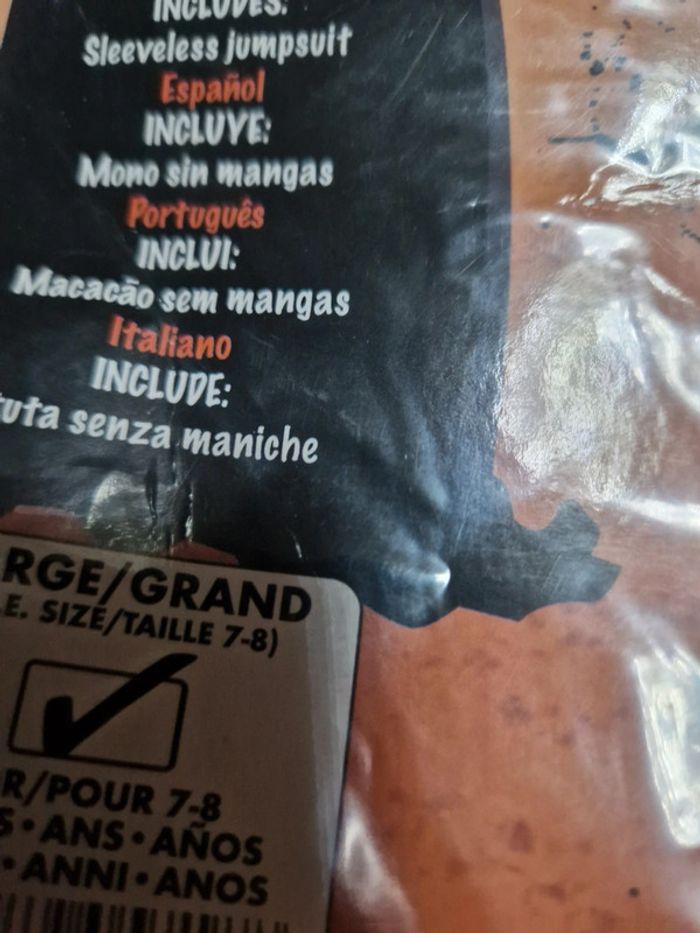 INCLUDES:
Sleeveless jumpsuit
Español
INCLUYE:
Mono sin mangas
Português
INCLUI:
Macacão sem mangas
Italiano
INCLUDE:
tuta senza maniche
RGE/GRAND
E. SIZE/TAILLE 7-8)
R/POUR 7-8
S•ANS•AÑOS
•ANNI•ANOS